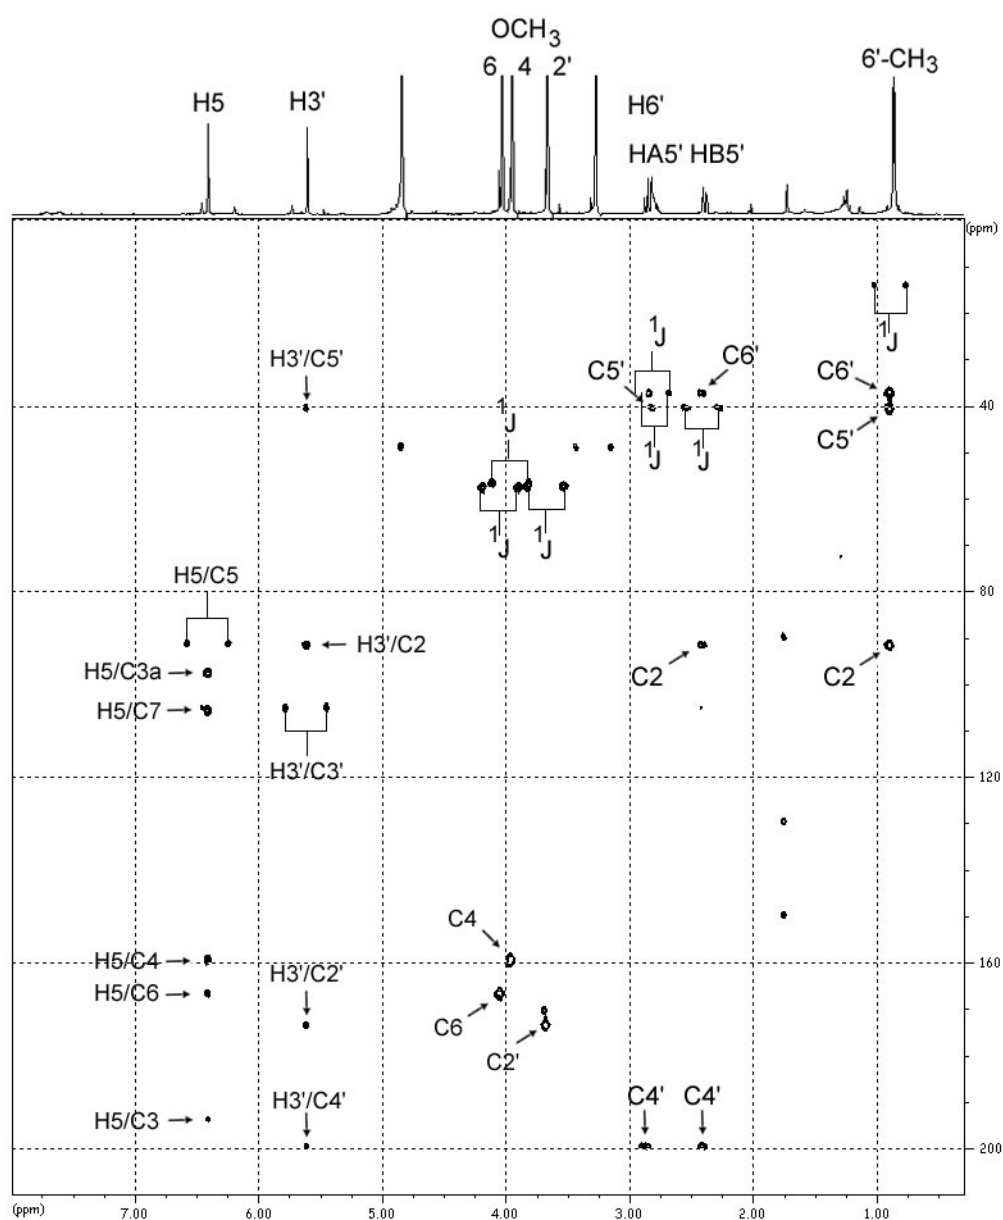 OCH3
6 4 2'
6'-CH3
H5
H3'
H6'
HA5' HB5'
(ppm)
1J
1J
H3'/C5'
C5'
C6'
C6'
40
1J
C5'
1J
1J
1J
1J
H5/C5
80
H3'/C2
H5/C3a
C2
C2
H5/C7
H3'/C3'
120
C4
H5/C4
160
H3'/C2'
H5/C6
C6
C2'
H3'/C4'
C4'
C4'
H5/C3
200
(ppm)
7.00 6.00 5.00 4.00 3.00 2.00 1.00